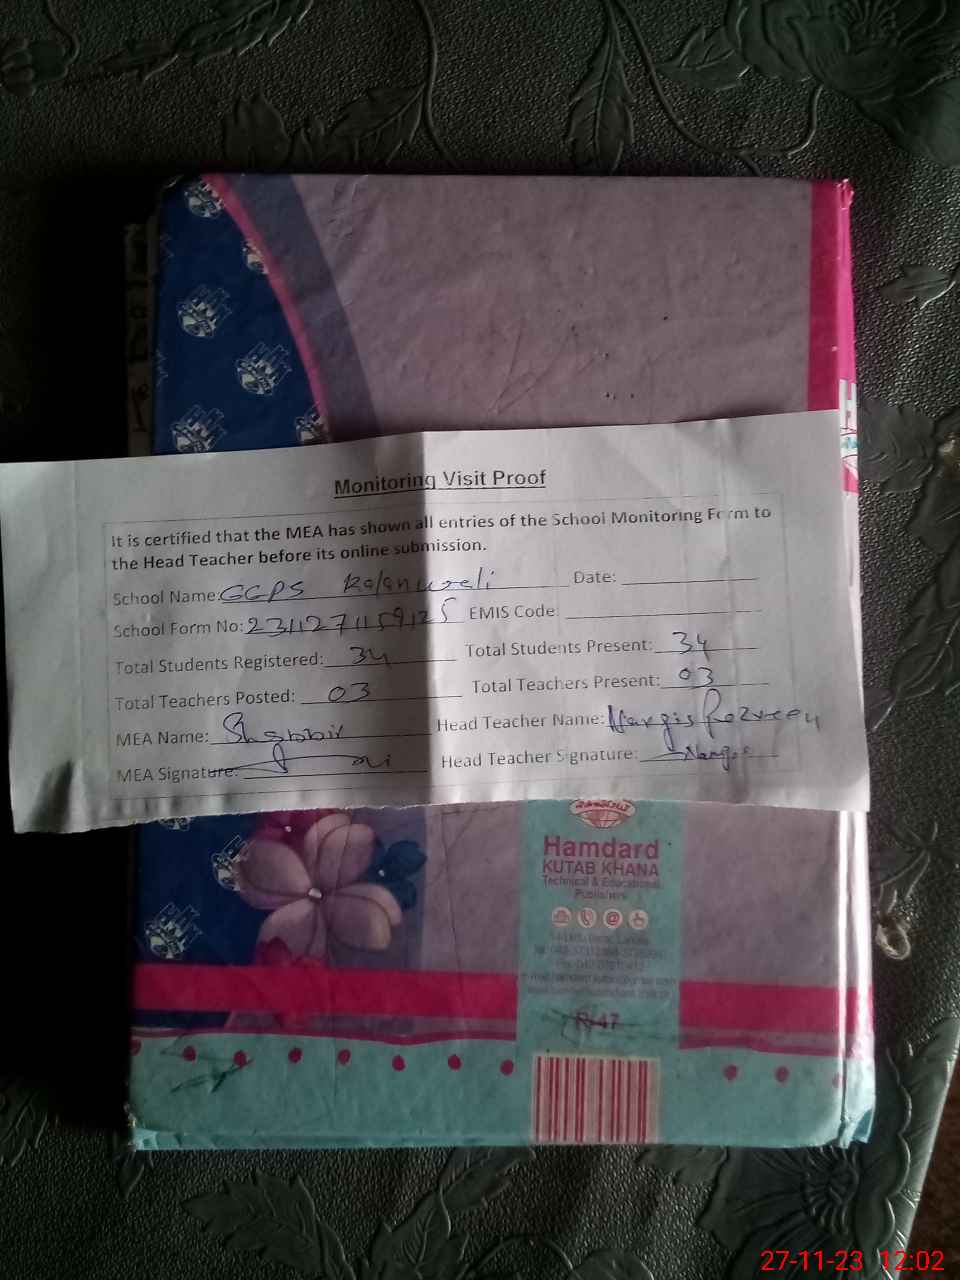 Monitoring Visit Proof
It is certified that the MEA has shown all entries of the School Monitoring Form to
the Head Teacher before its online submission.
School Name: GGPS Date:
School Form No: 2311271159125 EMIS Code:
Total Students Registered: 34 Total Students Present: 34
Total Teachers Posted: 03 Total Teachers Present: 03
MEA Name: Shabbir Head Teacher Name: Nargis Perveen
MEA Signature: Head Teacher Signature: Nargis
Hamdard
KUTAB KHANA
Technical & Educational
Publishers
47
27-11-23 12:02